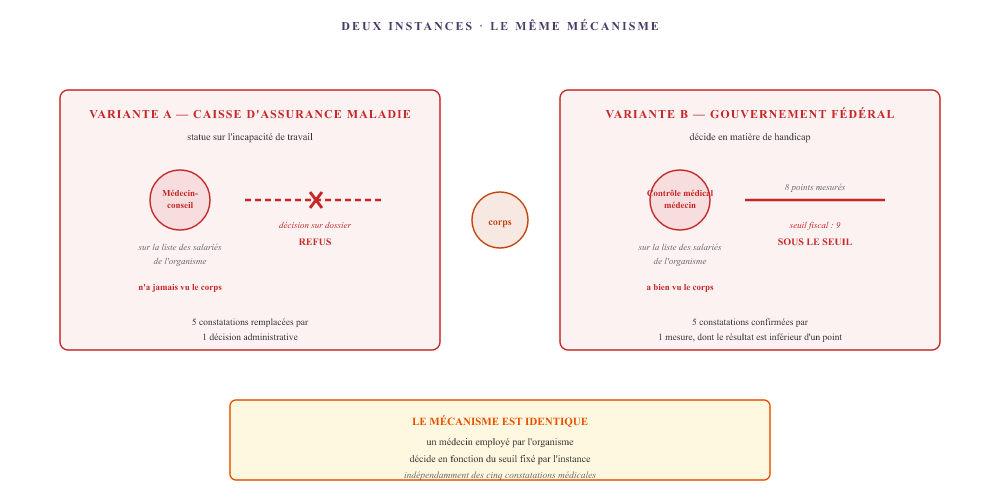 DEUX INSTANCES · LE MÊME MÉCANISME
VARIANTE A — CAISSE D'ASSURANCE MALADIE
statue sur l'incapacité de travail
Médecin-
conseil
décision sur dossier
REFUS
sur la liste des salariés
de l'organisme
n'a jamais vu le corps
5 constatations remplacées par
1 décision administrative
corps
VARIANTE B — GOUVERNEMENT FÉDÉRAL
décide en matière de handicap
Contrôle médical
médecin
8 points mesurés
seuil fiscal : 9
SOUS LE SEUIL
sur la liste des salariés
de l'organisme
a bien vu le corps
5 constatations confirmées par
1 mesure, dont le résultat est inférieur d'un point
LE MÉCANISME EST IDENTIQUE
un médecin employé par l'organisme
décide en fonction du seuil fixé par l'instance
indépendamment des cinq constatations médicales